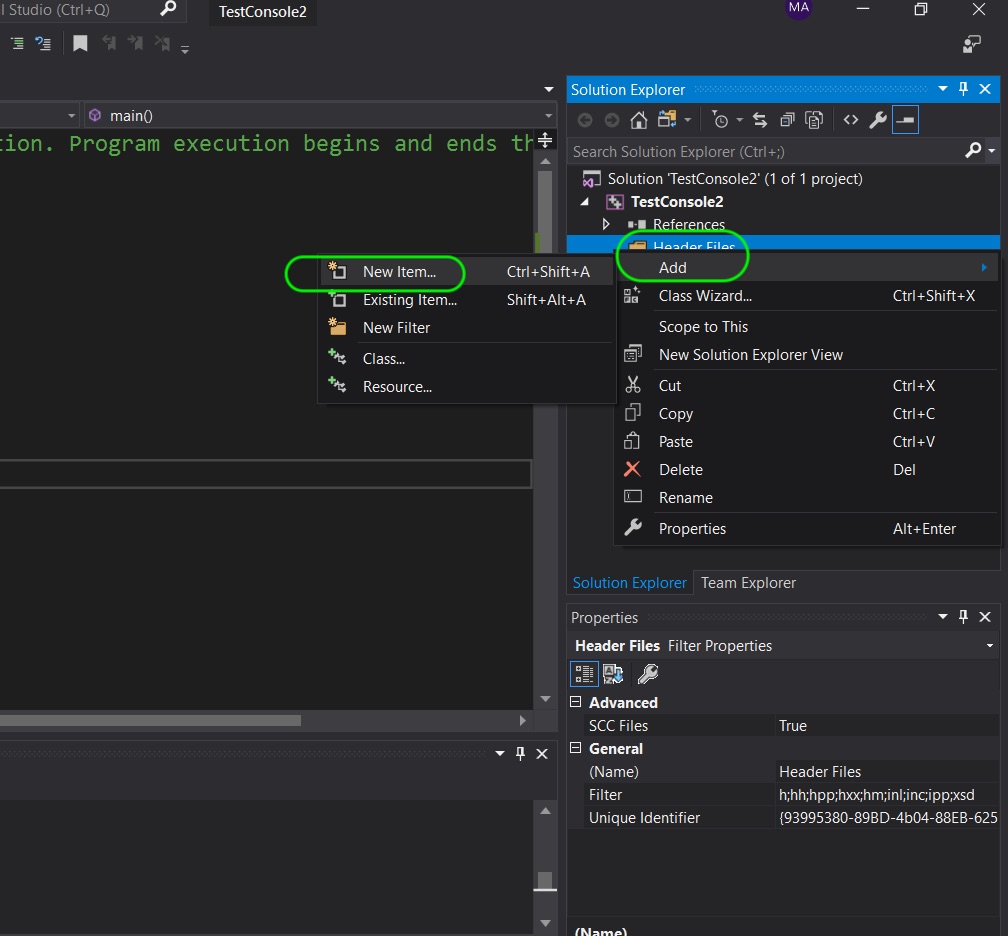 l Studio (Ctrl+Q)
TestConsole2
MA
main()
tion. Program execution begins and ends th
Solution Explorer
Search Solution Explorer (Ctrl+;)
Solution 'TestConsole2' (1 of 1 project)
TestConsole2
References
Header Files
Add
New Item... Ctrl+Shift+A
Existing Item... Shift+Alt+A
New Filter
Class...
Resource...
Class Wizard... Ctrl+Shift+X
Scope to This
New Solution Explorer View
Cut Ctrl+X
Copy Ctrl+C
Paste Ctrl+V
Delete Del
Rename
Properties Alt+Enter
Solution Explorer Team Explorer
Properties
Header Files Filter Properties
Advanced
SCC Files True
General
(Name) Header Files
Filter h;hh;hpp;hxx;hm;inl;inc;ipp;xsd
Unique Identifier {93995380-89BD-4b04-88EB-625
(Name)